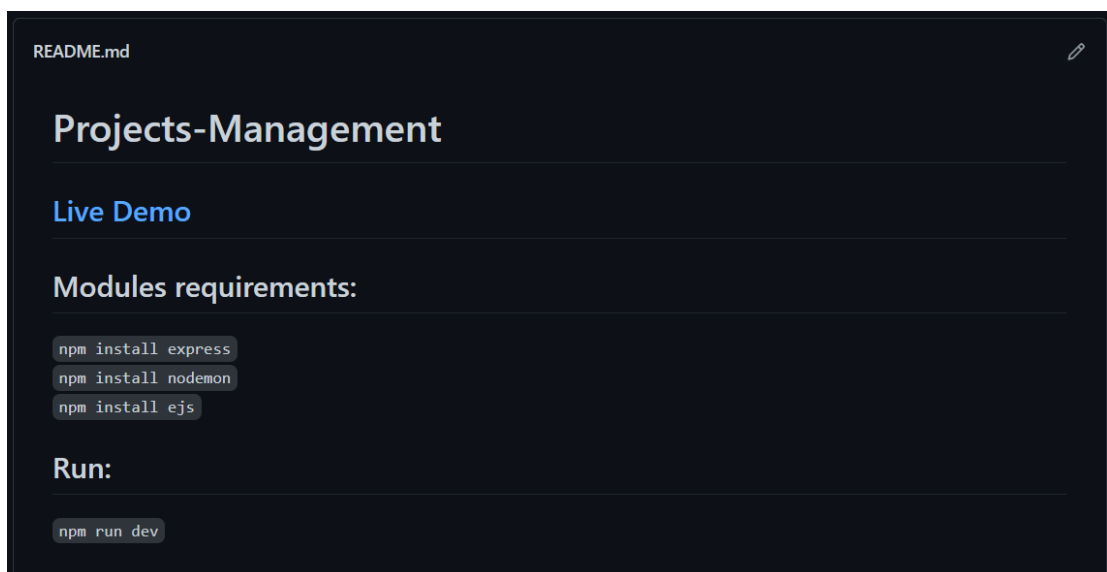 README.md
Projects-Management
Live Demo
Modules requirements:
npm install express
npm install nodemon
npm install ejs
Run:
npm run dev